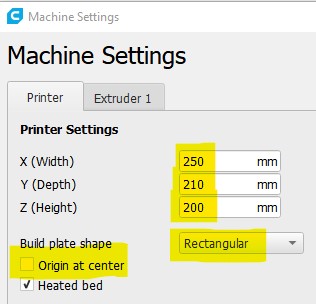 Machine Settings
Machine Settings
Printer Extruder 1
Printer Settings
X (Width) 250 mm
Y (Depth) 210 mm
Z (Height) 200 mm
Build plate shape Rectangular
Origin at center
Heated bed